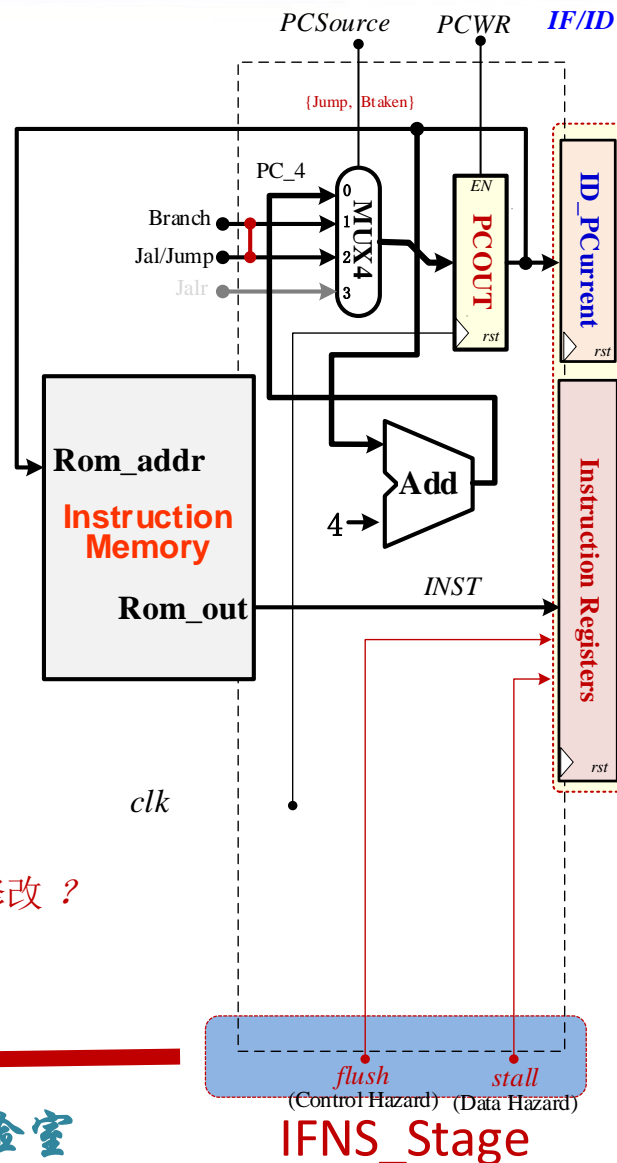 PCSource
PCWR
IF/ID
{Jump, Btaken}
PC_4
Branch
Jal/Jump
Jalr
0
1
2
3
MUX4
EN
PCOUT
rst
ID_PCurrent
rst
Rom_addr
Instruction
Memory
Rom_out
Add
4
INST
Instruction Registers
rst
clk
改 ?
flush
(Control Hazard)
stall
(Data Hazard)
室
IFNS_Stage